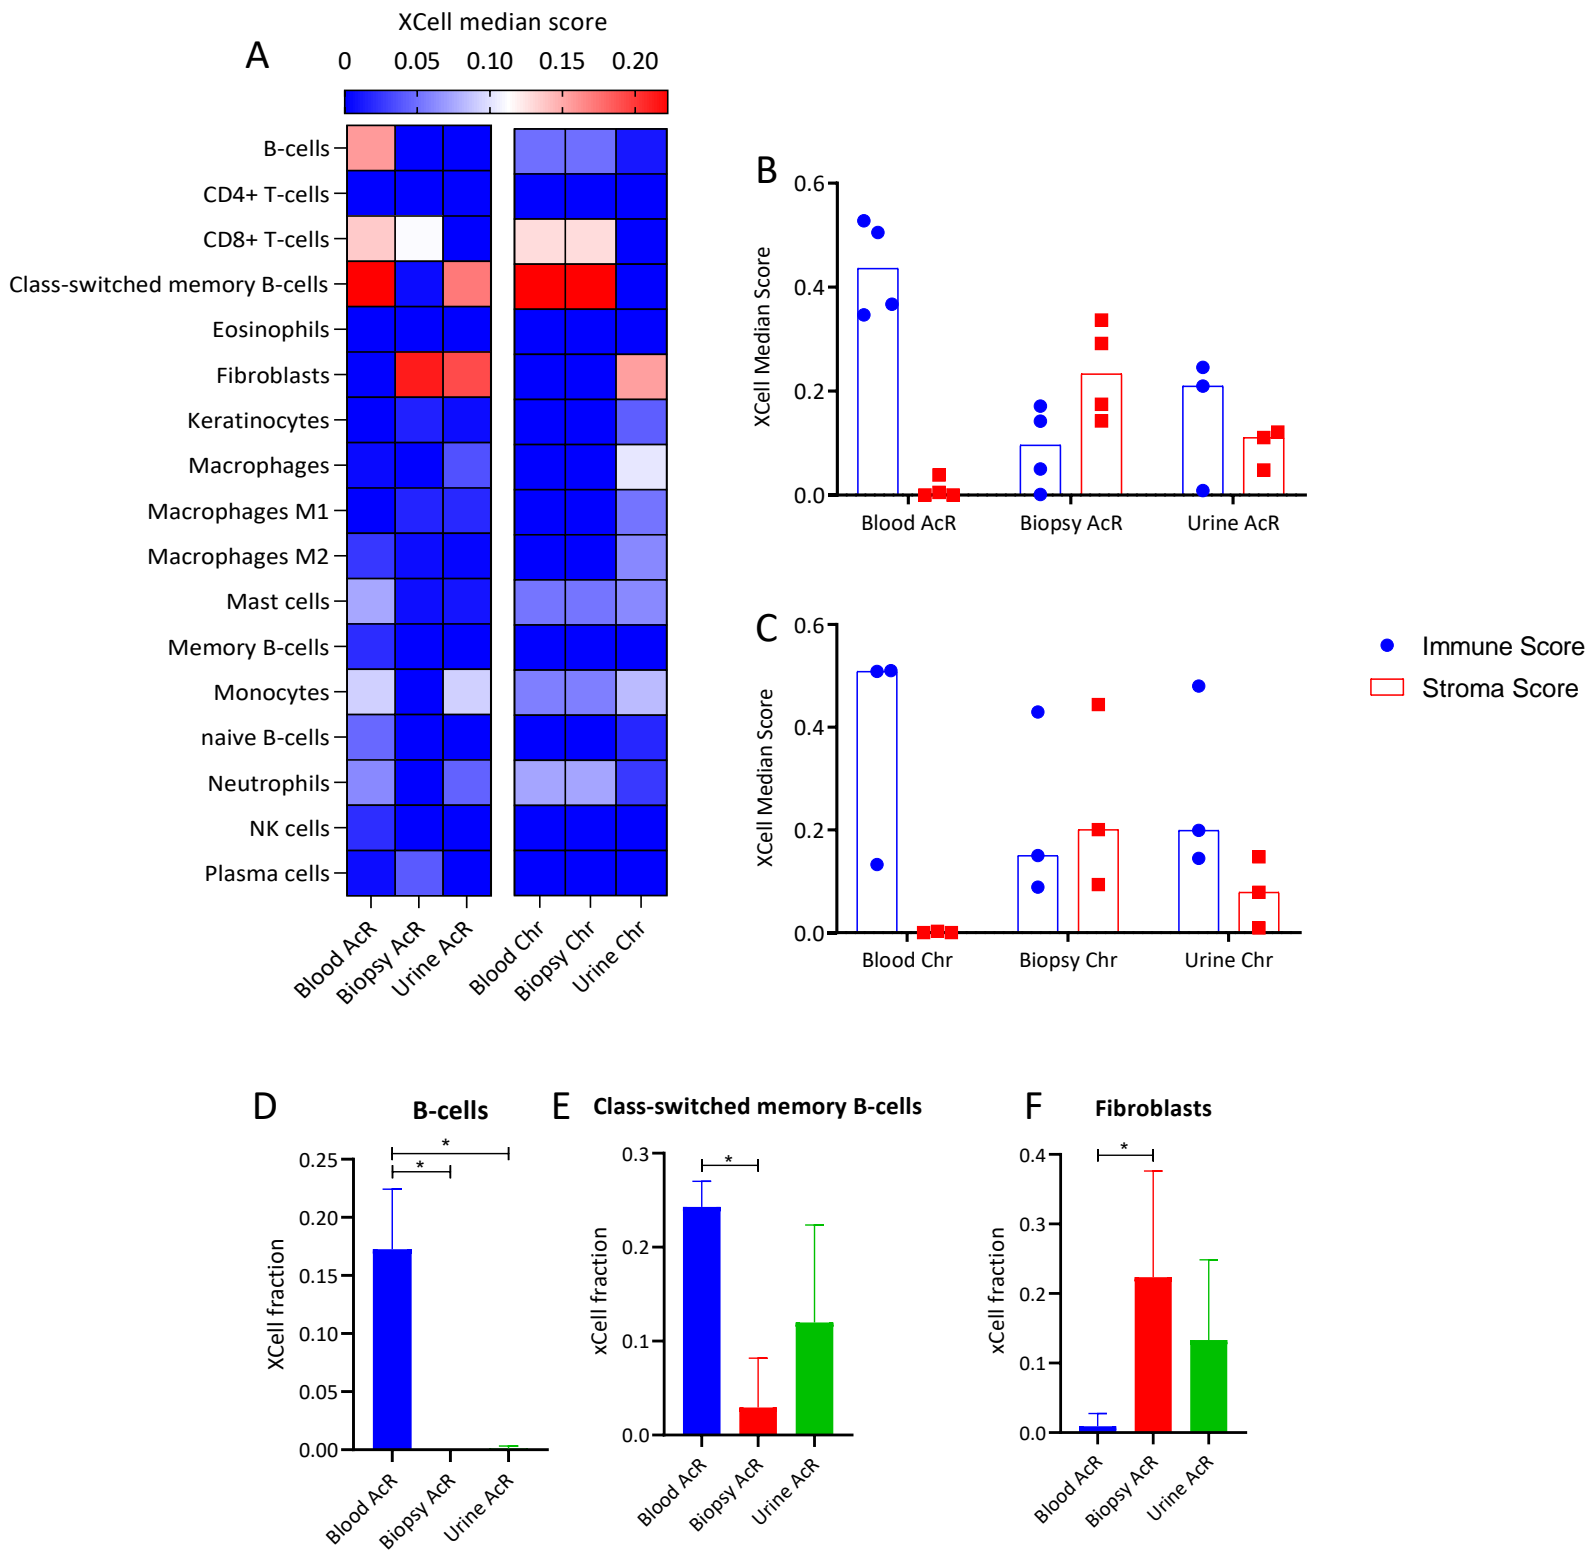 XCell median score
A
0 0.05 0.10 0.15 0.20
B-cells
CD4+ T-cells
CD8+ T-cells
Class-switched memory B-cells
Eosinophils
Fibroblasts
Keratinocytes
Macrophages
Macrophages M1
Macrophages M2
Mast cells
Memory B-cells
Monocytes
naive B-cells
Neutrophils
NK cells
Plasma cells
Blood AcR
Biopsy AcR
Urine AcR
Blood Chr
Biopsy Chr
Urine Chr
B
XCell Median Score
0.6
0.4
0.2
0.0
Blood AcR Biopsy AcR Urine AcR
C
XCell Median Score
0.6
0.4
0.2
0.0
Blood Chr Biopsy Chr Urine Chr
Immune Score
Stroma Score
D
B-cells
XCell fraction
0.25
0.20
0.15
0.10
0.05
0.00
*
*
Blood AcR
Biopsy AcR
Urine AcR
E
Class-switched memory B-cells
xCell fraction
0.3
0.2
0.1
0.0
*
Blood AcR
Biopsy AcR
Urine AcR
F
Fibroblasts
xCell fraction
0.4
0.3
0.2
0.1
0.0
*
Blood AcR
Biopsy AcR
Urine AcR